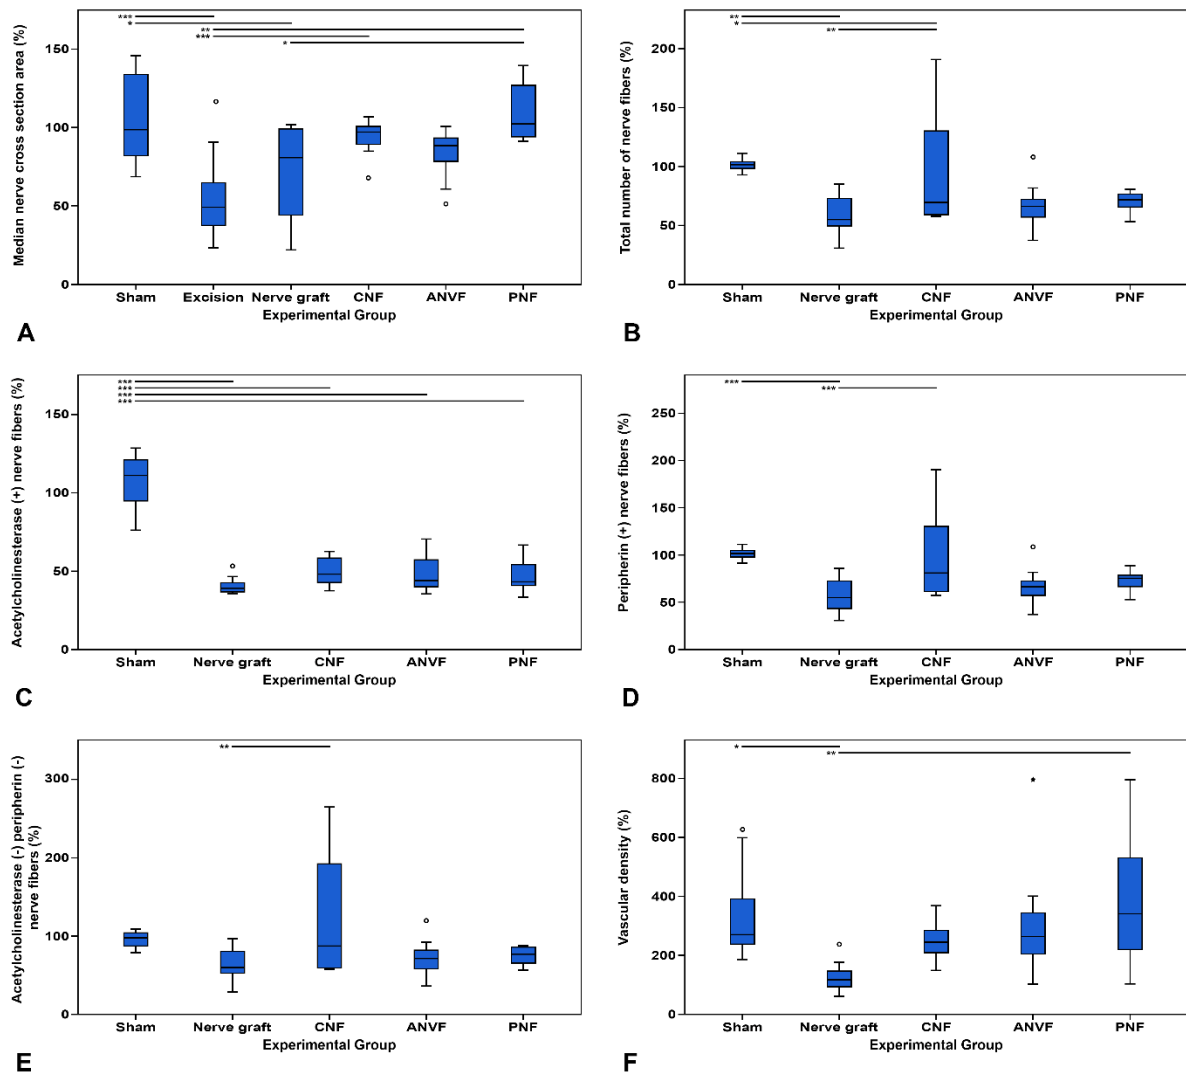 Median nerve cross section area (%)
150
100
50
0
***
*
**
***
*
Sham Excision Nerve graft CNF ANVF PNF
Experimental Group
A
Total number of nerve fibers (%)
200
150
100
50
0
**
*
**
Sham Nerve graft CNF ANVF PNF
Experimental Group
B
Acetylcholinesterase (+) nerve fibers (%)
150
100
50
0
***
***
***
***
Sham Nerve graft CNF ANVF PNF
Experimental Group
C
Peripherin (+) nerve fibers (%)
250
200
150
100
50
0
***
***
Sham Nerve graft CNF ANVF PNF
Experimental Group
D
Acetylcholinesterase (-) peripherin (-)
nerve fibers (%)
300
200
100
0
**
Sham Nerve graft CNF ANVF PNF
Experimental Group
E
Vascular density (%)
800
600
400
200
0
*
**
*
Sham Nerve graft CNF ANVF PNF
Experimental Group
F